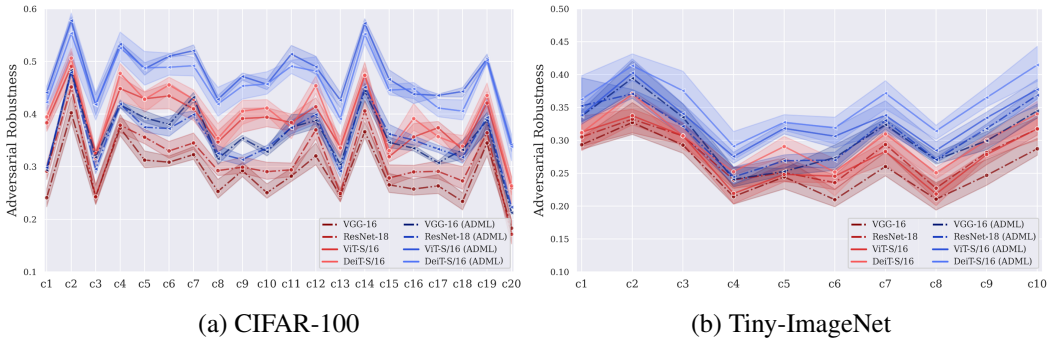 Adversarial Robustness
0.6
0.5
0.4
0.3
0.2
0.1
VGG-16
ResNet-18
ViT-S/16
DeiT-S/16
VGG-16 (ADML)
ResNet-18 (ADML)
ViT-S/16 (ADML)
DeiT-S/16 (ADML)
c1 c2 c3 c4 c5 c6 c7 c8 c9 c10 c11 c12 c13 c14 c15 c16 c17 c18 c19 c20
(a) CIFAR-100
Adversarial Robustness
0.50
0.45
0.40
0.35
0.30
0.25
0.20
0.15
0.10
VGG-16
ResNet-18
ViT-S/16
DeiT-S/16
VGG-16 (ADML)
ResNet-18 (ADML)
ViT-S/16 (ADML)
DeiT-S/16 (ADML)
c1 c2 c3 c4 c5 c6 c7 c8 c9 c10
(b) Tiny-ImageNet